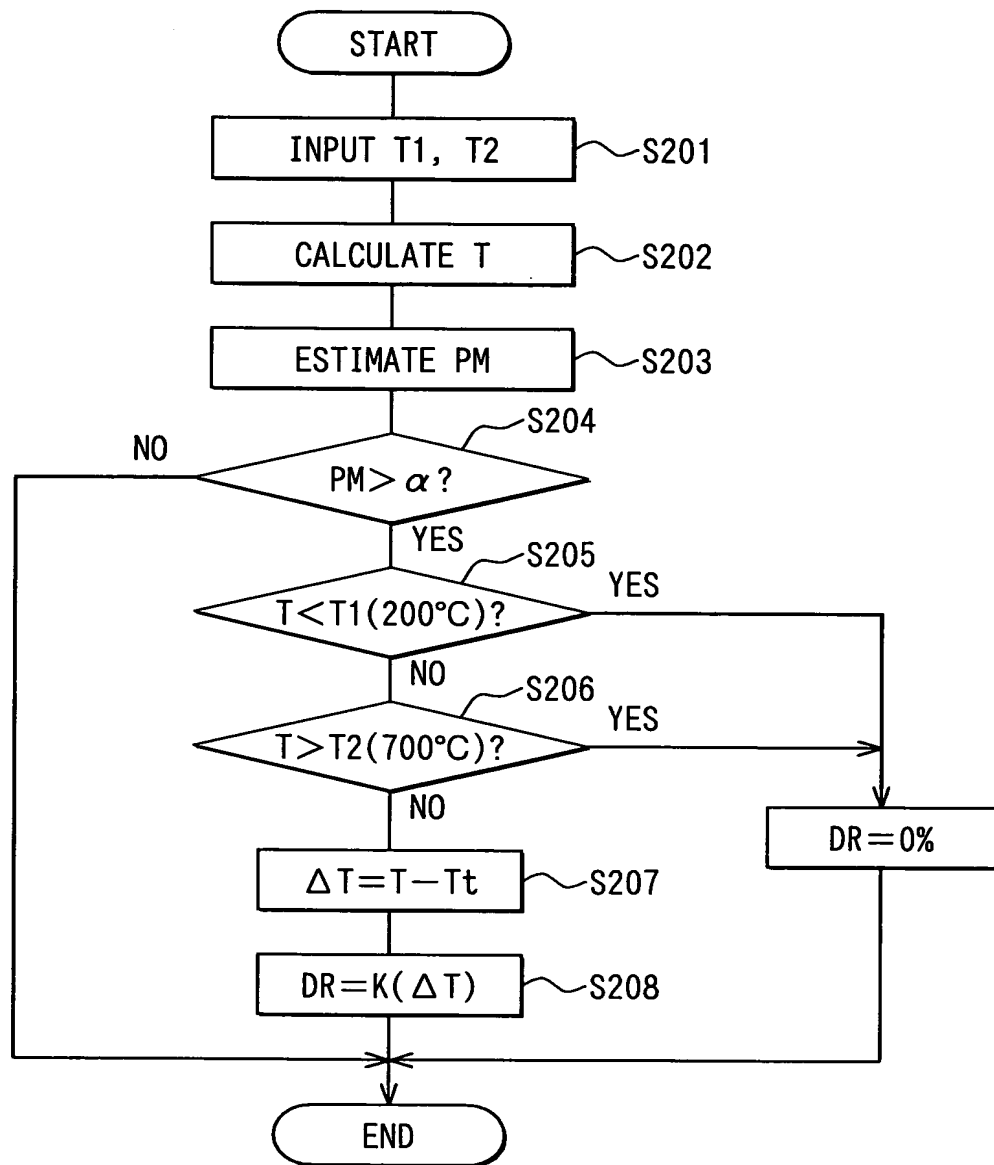 START
INPUT T1, T2
S201
CALCULATE T
S202
ESTIMATE PM
S203
S204
NO
PM>α?
YES
S205
YES
T<T1(200°C)?
NO
S206
YES
T>T2(700°C)?
NO
DR=0%
ΔT=T-Tt
S207
DR=K(ΔT)
S208
END